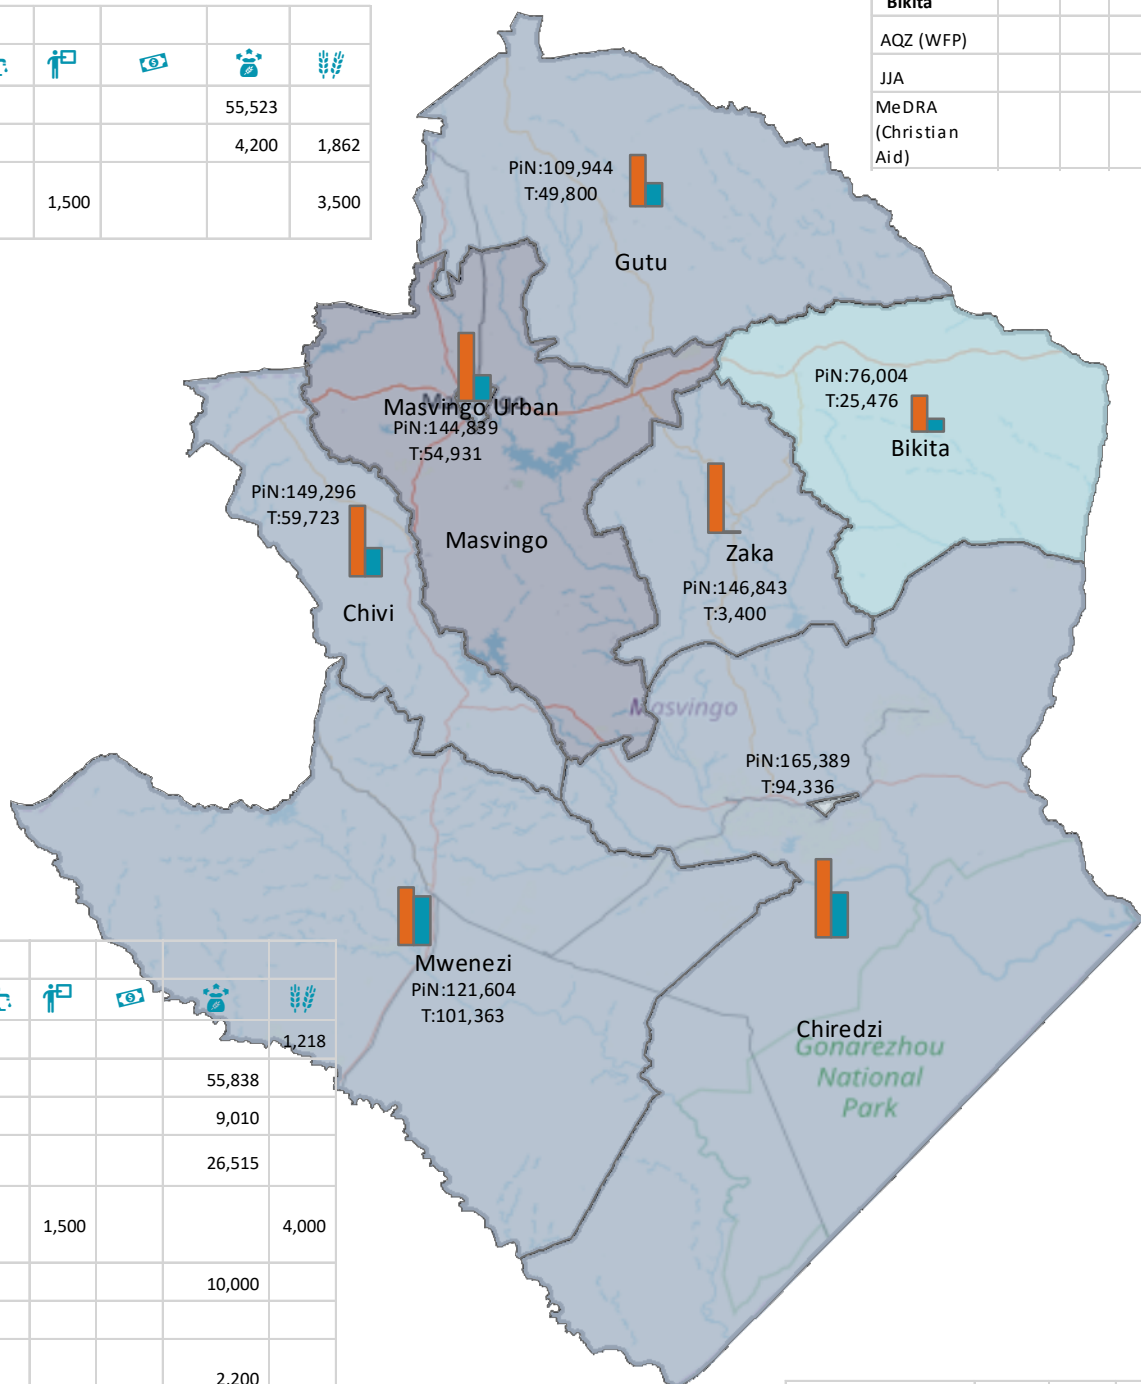 Bikita
AQZ (WFP)
JJA
MeDRA
(Christian
Aid)
55,523
4,200 1,862
1,500 3,500
PiN:109,944
T:49,800
Gutu
PiN:76,004
T:25,476
Bikita
Masvingo Urban
PiN:144,839
T:54,931
PiN:149,296
T:59,723
Masvingo
Zaka
PiN:146,843
T:3,400
Chivi
Masvingo
PiN:165,389
T:94,336
Mwenezi
PiN:121,604
T:101,363
Chiredzi
Gonarezhou
National
Park
1,218
55,838
9,010
26,515
1,500 4,000
10,000
2,200